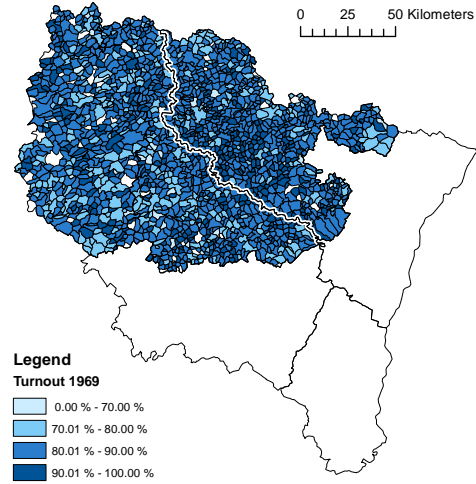 0 25 50 Kilometers
Legend
Turnout 1969
0.00 % - 70.00 %
70.01 % - 80.00 %
80.01 % - 90.00 %
90.01 % - 100.00 %